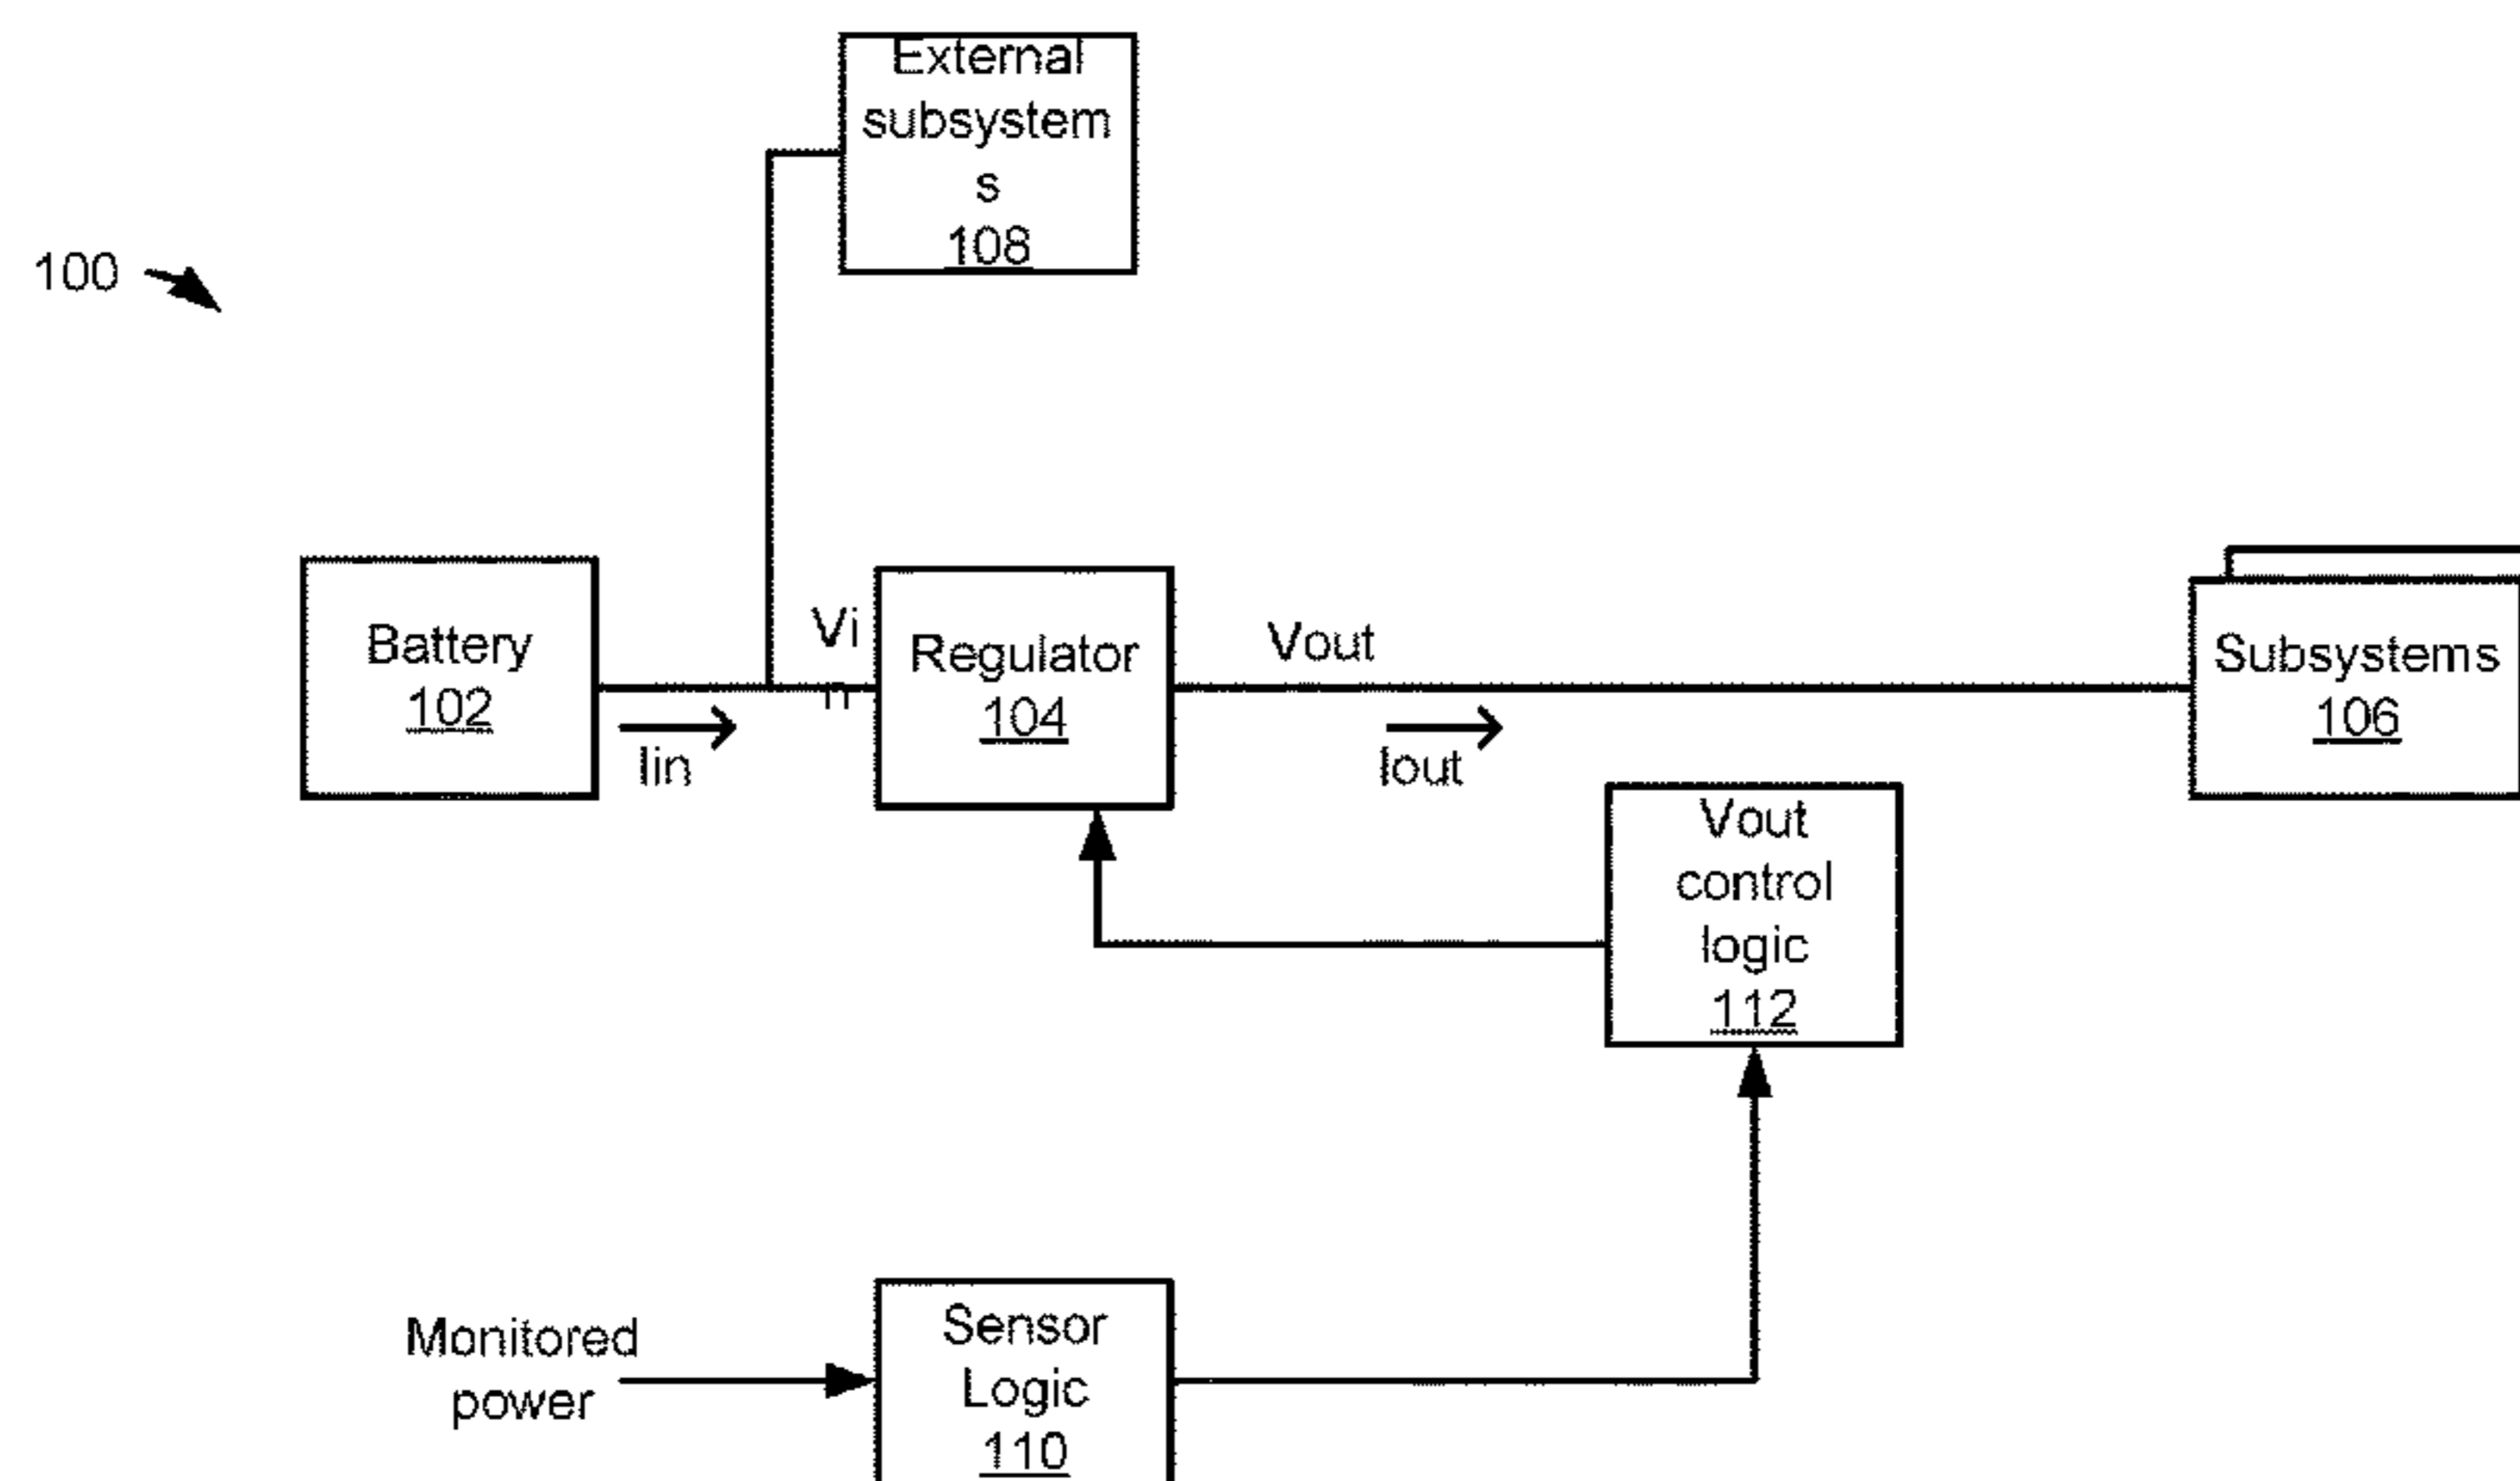 External
subsystem
s
108
100
Battery
102
Iin
Vi
n
Regulator
104
Vout
Iout
Subsystems
106
Vout
control
logic
112
Monitored
power
Sensor
Logic
110